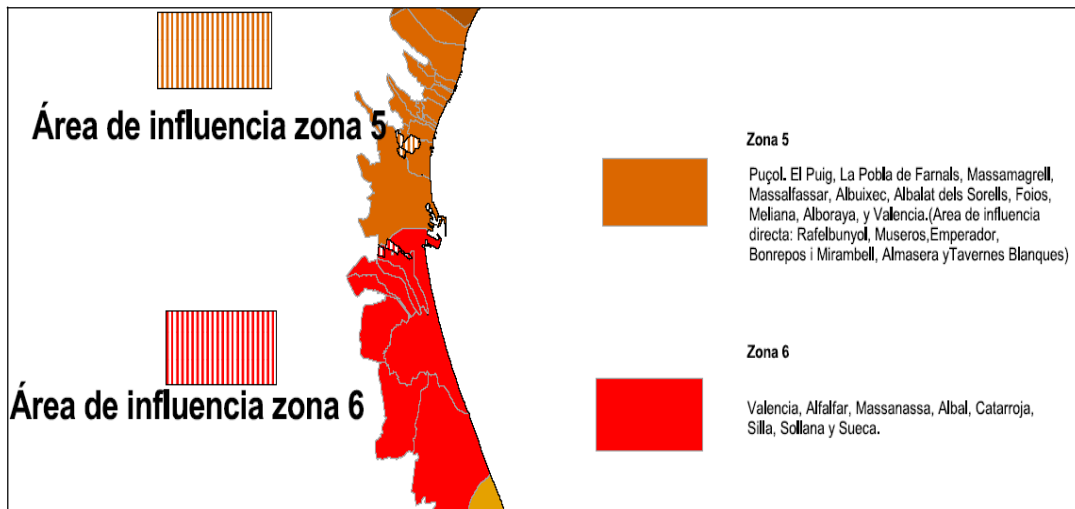 Área de influencia zona 5
Área de influencia zona 6
Zona 5
Puçol. El Puig, La Pobla de Farnals, Massamagrell,
Massalfassar, Albuixec, Albalat dels Sorells, Foios,
Meliana, Alboraya, y Valencia.(Area de influencia
directa: Rafelbunyol, Museros,Emperador,
Bonrepos i Mirambell, Almasera yTavernes Blanques)
Zona 6
Valencia, Alfalfar, Massanassa, Albal, Catarroja,
Silla, Sollana y Sueca.